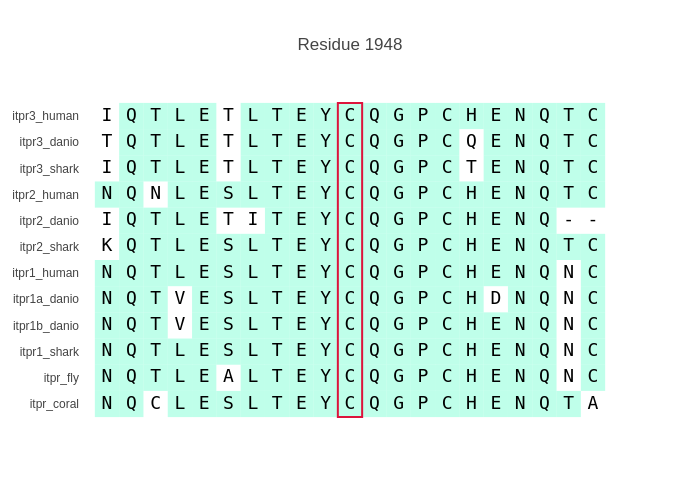 Residue 1948
itpr3_human I Q T L E T L T E Y C Q G P C H E N Q T C
itpr3_danio T Q T L E T L T E Y C Q G P C Q E N Q T C
itpr3_shark I Q T L E T L T E Y C Q G P C T E N Q T C
itpr2_human N Q N L E S L T E Y C Q G P C H E N Q T C
itpr2_danio I Q T L E T I T E Y C Q G P C H E N Q - -
itpr2_shark K Q T L E S L T E Y C Q G P C H E N Q T C
itpr1_human N Q T L E S L T E Y C Q G P C H E N Q N C
itpr1a_danio N Q T V E S L T E Y C Q G P C H D N Q N C
itpr1b_danio N Q T V E S L T E Y C Q G P C H E N Q N C
itpr1_shark N Q T L E S L T E Y C Q G P C H E N Q N C
itpr_fly N Q T L E A L T E Y C Q G P C H E N Q N C
itpr_coral N Q C L E S L T E Y C Q G P C H E N Q T A